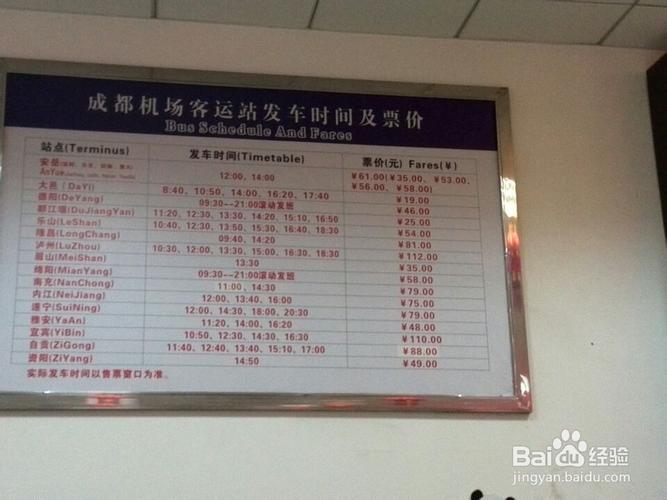 成都机场客运站发车时间及票价
Bus Schedule And Fares
站点(Terminus) 发车时间(Timetable) 票价(元) Fares(¥)
安岳
AnYue 12:00, 14:00 ¥61.00(¥35.00、¥53.00、
¥56.00、¥58.00)
大邑(DaYi) 8:40, 10:50, 14:00, 16:20, 17:40 ¥19.00
德阳(DeYang) 09:30--21:00滚动发班 ¥46.00
都江堰(DuJiangYan) 11:20, 12:30, 13:30, 14:20, 15:10, 16:50 ¥25.00
乐山(LeShan) 10:40, 12:30, 13:50, 15:30, 16:40, 18:30 ¥54.00
隆昌(LongChang) 09:40, 14:20 ¥81.00
泸州(LuZhou) 10:30, 12:00, 13:30, 15:00, 16:30, 18:30 ¥112.00
眉山(MeiShan) 13:30 ¥35.00
绵阳(MianYang) 09:30--21:00滚动发班 ¥58.00
南充(NanChong) 11:00, 14:30 ¥79.00
内江(NeiJiang) 12:00, 13:40, 16:00 ¥75.00
遂宁(SuiNing) 12:00, 14:30, 18:00, 20:30 ¥79.00
雅安(YaAn) 11:20, 14:00, 16:20 ¥48.00
宜宾(YiBin) 10:50, 12:30, 14:30, 16:30 ¥110.00
自贡(ZiGong) 11:40, 12:40, 13:40, 15:10, 17:00 ¥88.00
资阳(ZiYang) 14:50 ¥49.00
实际发车时间以售票窗口为准.
Baidu经验
jingyan.baidu.com